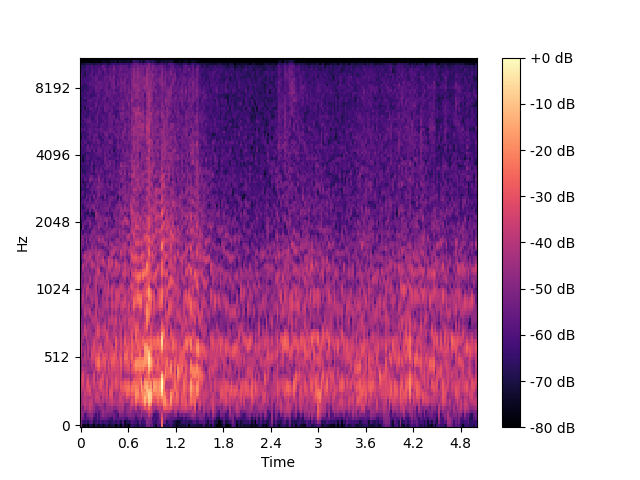 8192
4096
2048
1024
512
0
Hz
0 0.6 1.2 1.8 2.4 3 3.6 4.2 4.8
Time
+0 dB
-10 dB
-20 dB
-30 dB
-40 dB
-50 dB
-60 dB
-70 dB
-80 dB